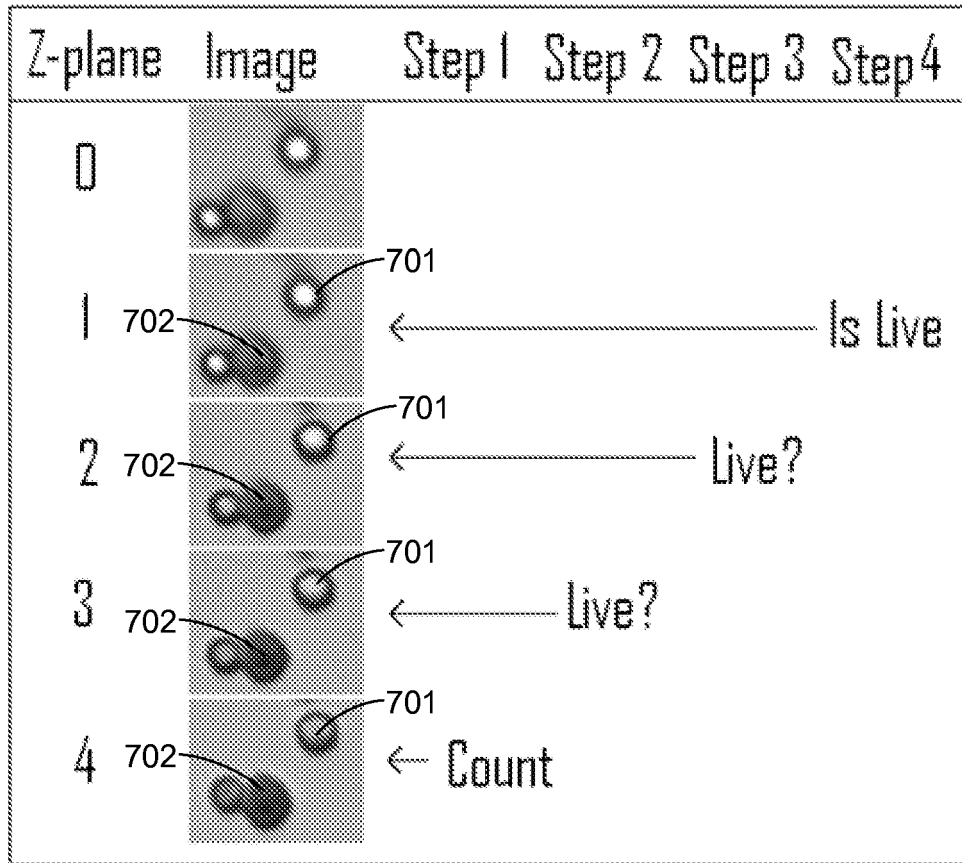 Z-plane Image Step 1 Step 2 Step 3 Step 4
0
701
1 702 Is Live
701
2 702 Live?
701
3 702 Live?
701
4 702 Count